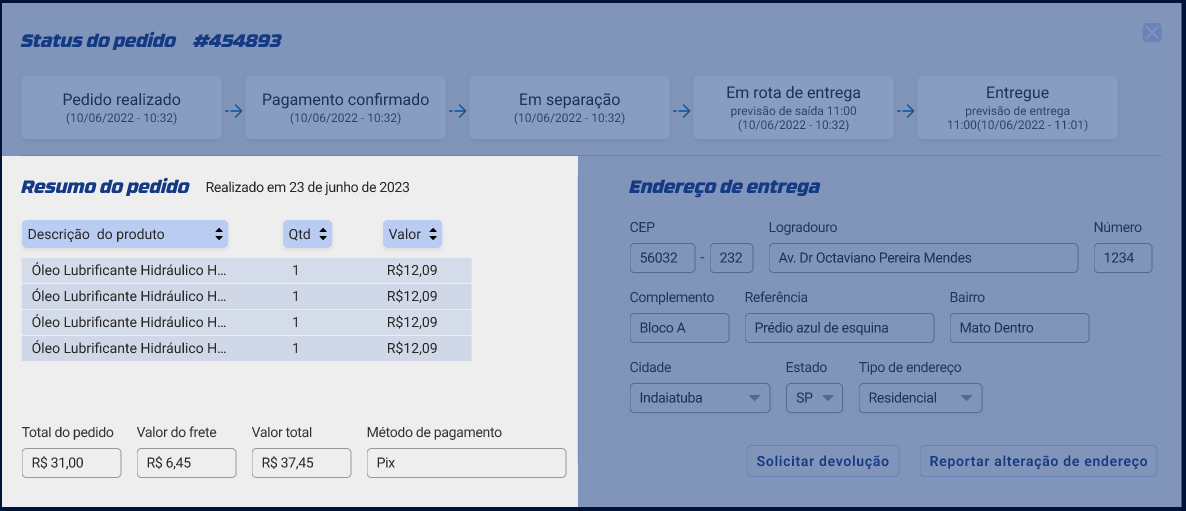 Status do pedido #454893
Pedido realizado
(10/06/2022 - 10:32)
Pagamento confirmado
(10/06/2022 - 10:32)
Em separação
(10/06/2022 - 10:32)
Em rota de entrega
previsão de saída 11:00
(10/06/2022 - 10:32)
Entregue
previsão de entrega
11:00(10/06/2022 - 11:01)
Resumo do pedido Realizado em 23 de junho de 2023
Descrição do produto Qtd Valor
Óleo Lubrificante Hidráulico H... 1 R$12,09
Óleo Lubrificante Hidráulico H... 1 R$12,09
Óleo Lubrificante Hidráulico H... 1 R$12,09
Óleo Lubrificante Hidráulico H... 1 R$12,09
Total do pedido Valor do frete Valor total Método de pagamento
R$ 31,00 R$ 6,45 R$ 37,45 Pix
Endereço de entrega
CEP Logradouro Número
56032 - 232 Av. Dr Octaviano Pereira Mendes 1234
Complemento Referência Bairro
Bloco A Prédio azul de esquina Mato Dentro
Cidade Estado Tipo de endereço
Indaiatuba SP Residencial
Solicitar devolução Reportar alteração de endereço